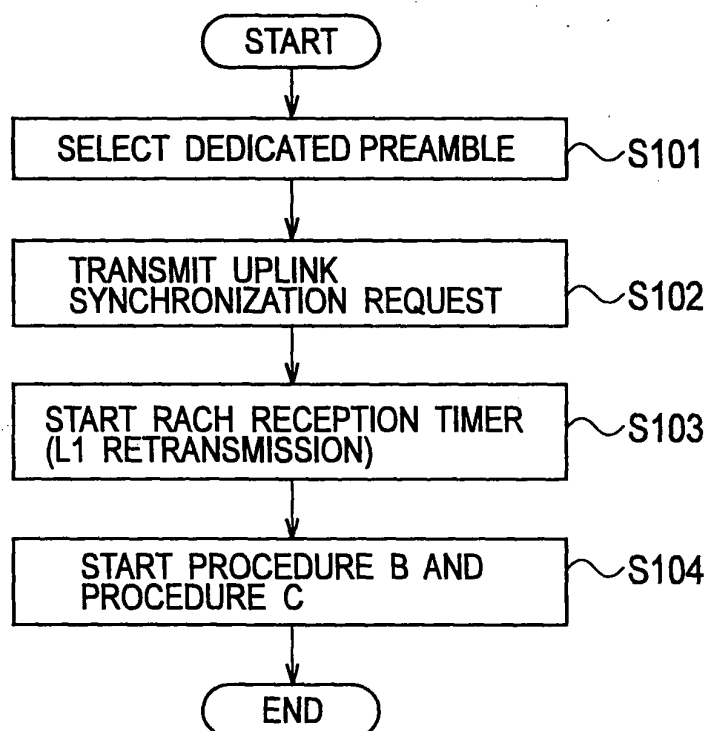 START
SELECT DEDICATED PREAMBLE
S101
TRANSMIT UPLINK
SYNCHRONIZATION REQUEST
S102
START RACH RECEPTION TIMER
(L1 RETRANSMISSION)
S103
START PROCEDURE B AND
PROCEDURE C
S104
END